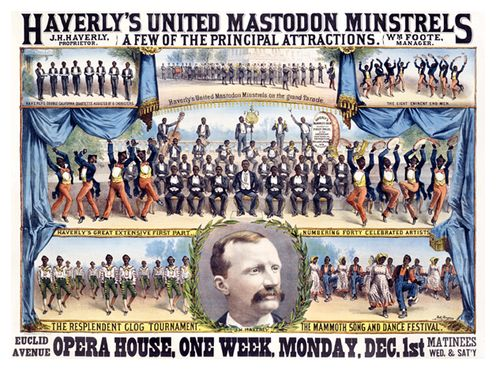 HAVERLY'S UNITED MASTODON MINSTRELS
J.H.HAVERLY, PROPRIETOR.
A FEW OF THE PRINCIPAL ATTRACTIONS.
WM FOOTE, MANAGER.
HAVERLY'S DOUBLE CALIFORNIA QUARTETTE ASSISTED BY 8 CHORISTERS
Haverly's United Mastodon Minstrels on the grand Parade.
THE EIGHT EMINENT END MEN.
HAVERLY'S GREAT EXTENSIVE FIRST PART,
NUMBERING FORTY CELEBRATED ARTISTS
THE RESPLENDENT CLOG TOURNAMENT.
J.H. HAVERLY.
THE MAMMOTH SONG AND DANCE FESTIVAL.
EUCLID AVENUE OPERA HOUSE, ONE WEEK, MONDAY, DEC. 1st MATINEES WED. & SAT'Y